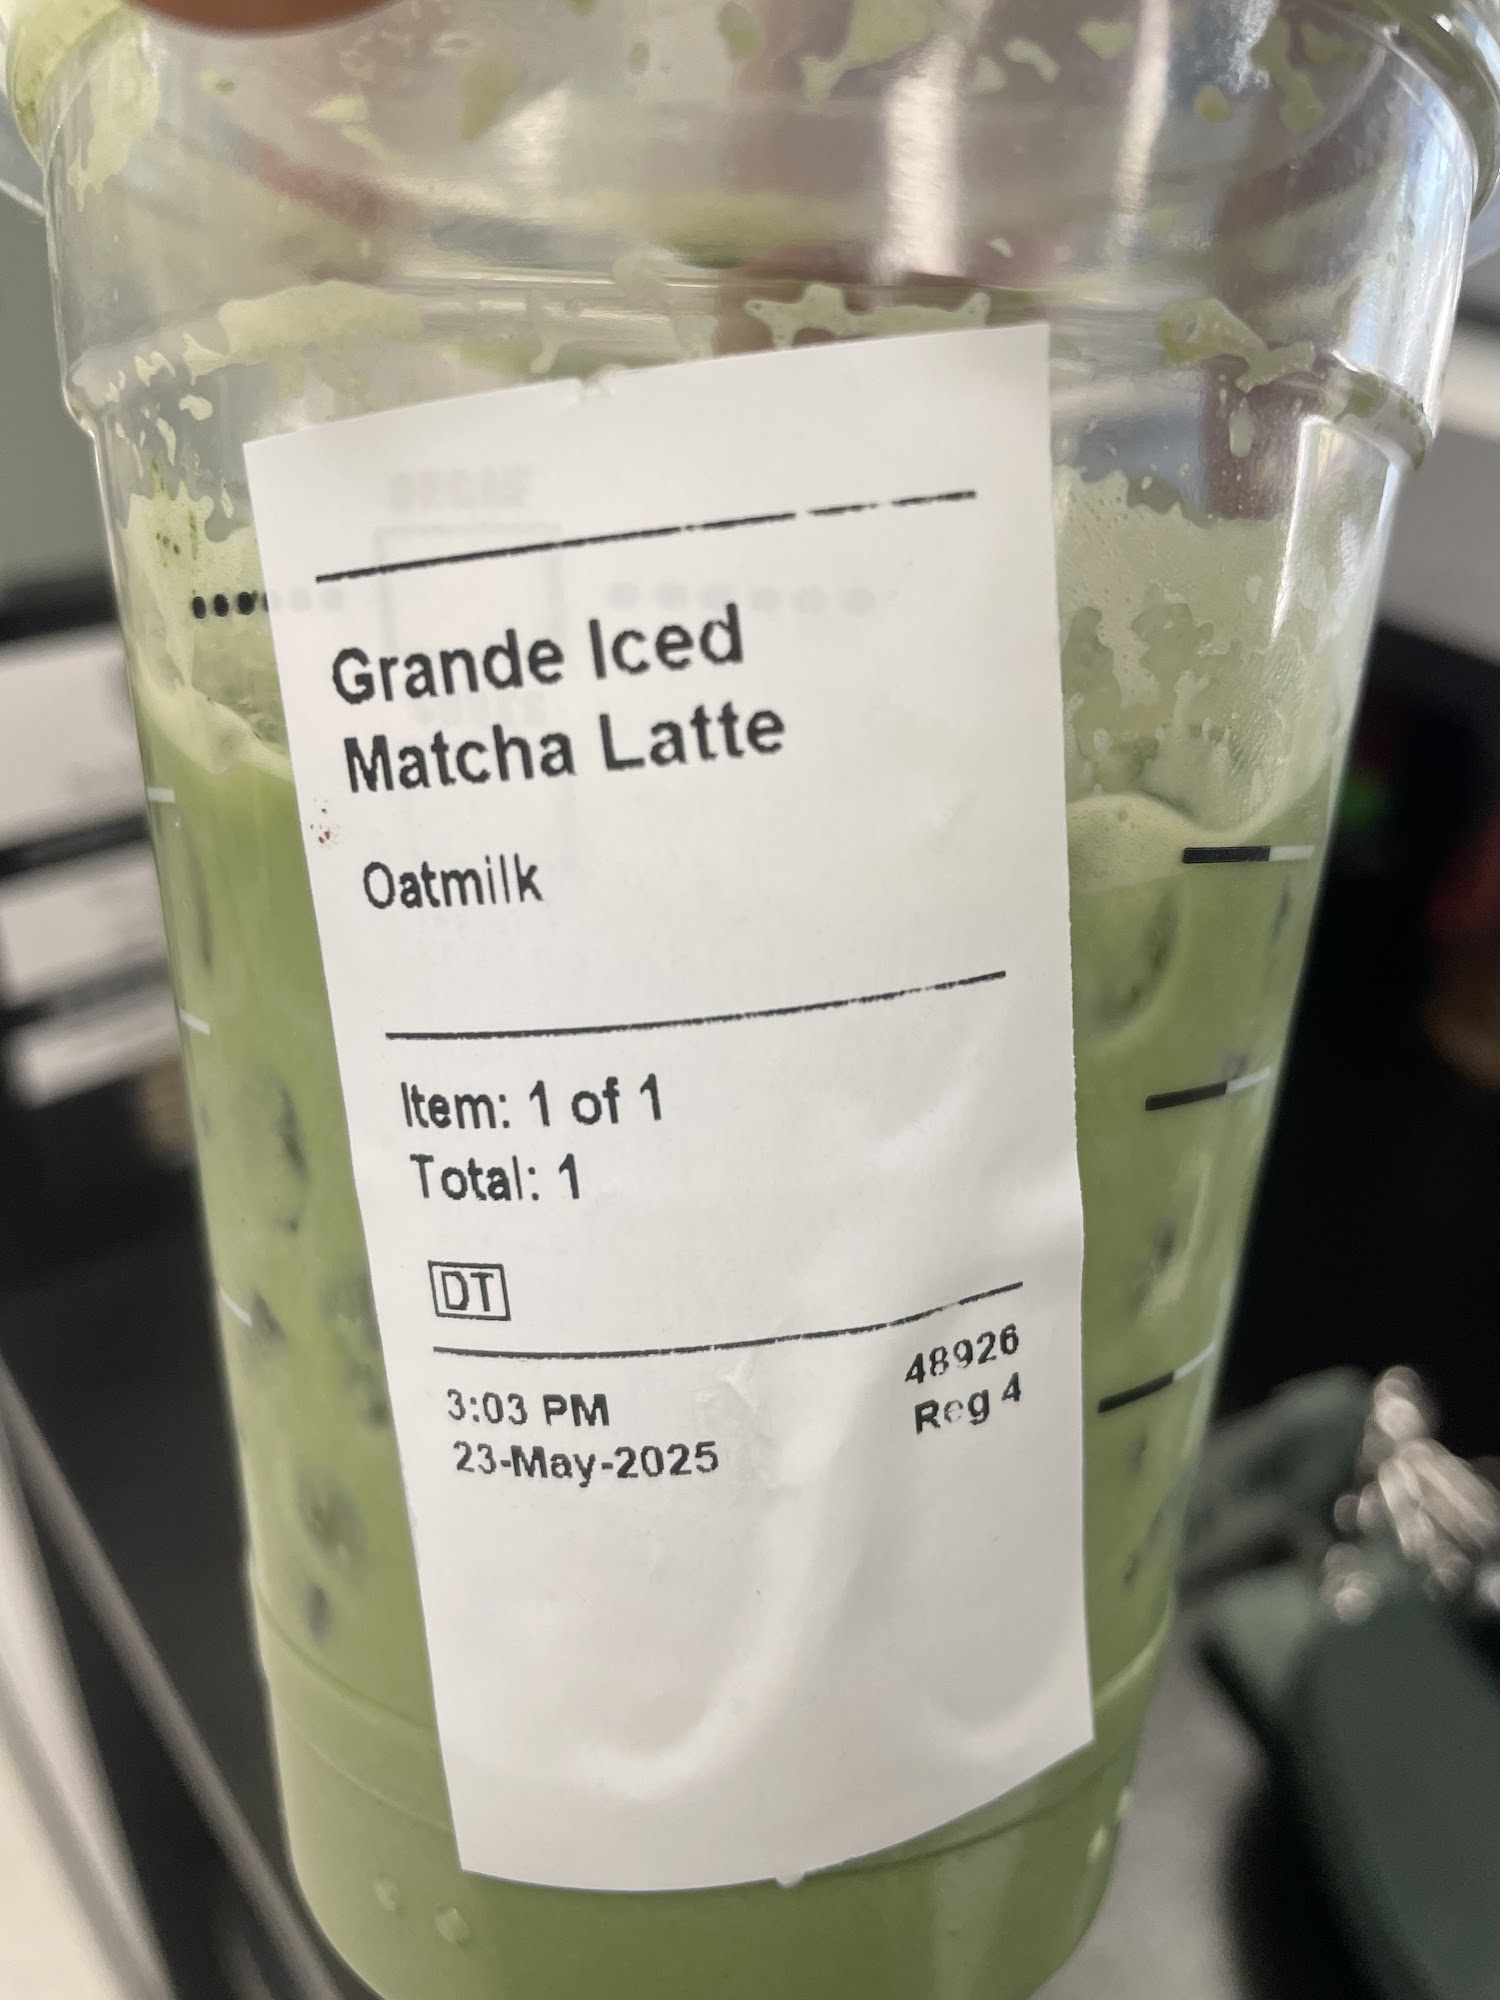 Grande Iced
Matcha Latte
Oatmilk
Item: 1 of 1
Total: 1
DT
3:03 PM
23-May-2025
48926
Reg 4